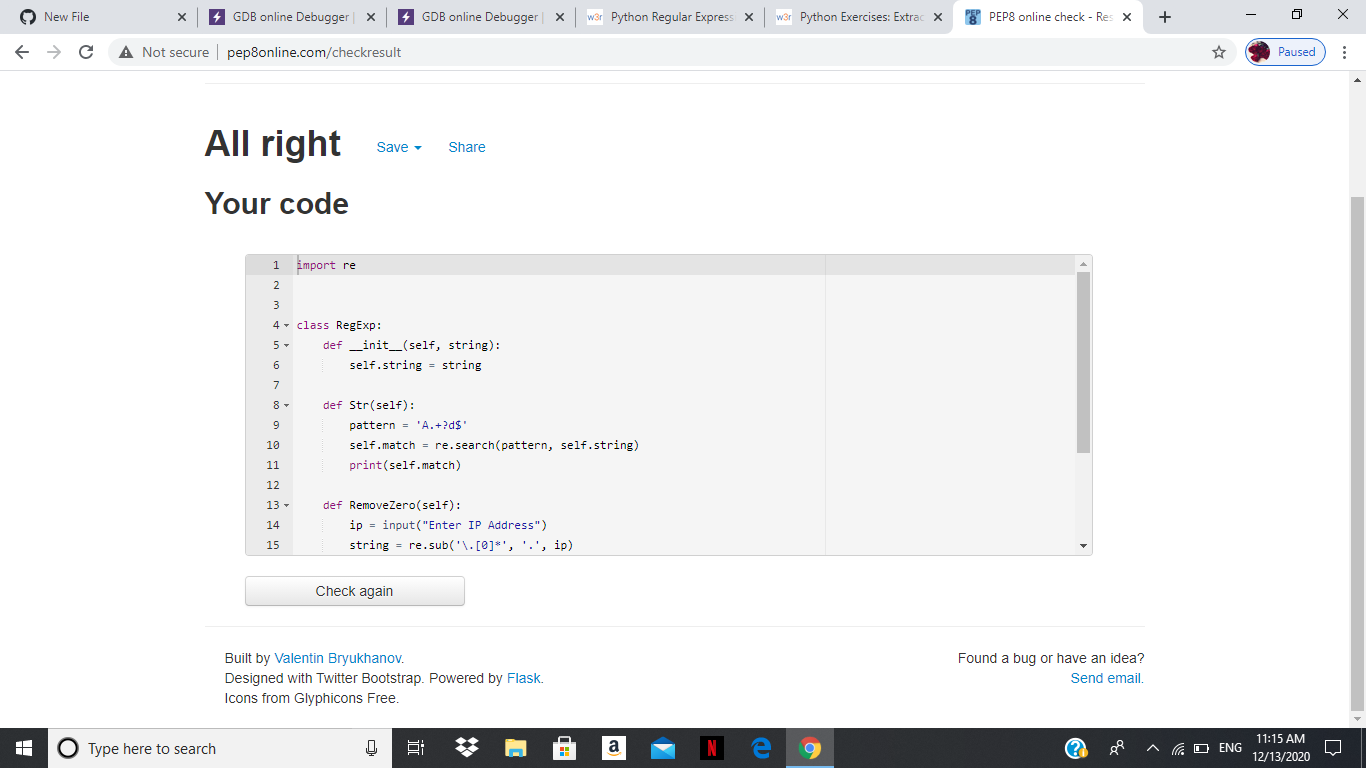 New File
GDB online Debugger |
GDB online Debugger |
w3r Python Regular Express
w3r Python Exercises: Extrac
PEP 8 PEP8 online check - Res
Not secure | pep8online.com/checkresult
Paused
All right Save Share
Your code
1 import re
2
3
4 class RegExp:
5 def __init__(self, string):
6 self.string = string
7
8 def Str(self):
9 pattern = 'A.+?d$'
10 self.match = re.search(pattern, self.string)
11 print(self.match)
12
13 def RemoveZero(self):
14 ip = input("Enter IP Address")
15 string = re.sub('\.[0]*', '.', ip)
Check again
Built by Valentin Bryukhanov.
Designed with Twitter Bootstrap. Powered by Flask.
Icons from Glyphicons Free.
Found a bug or have an idea?
Send email.
Type here to search
a
N
ENG
11:15 AM
12/13/2020